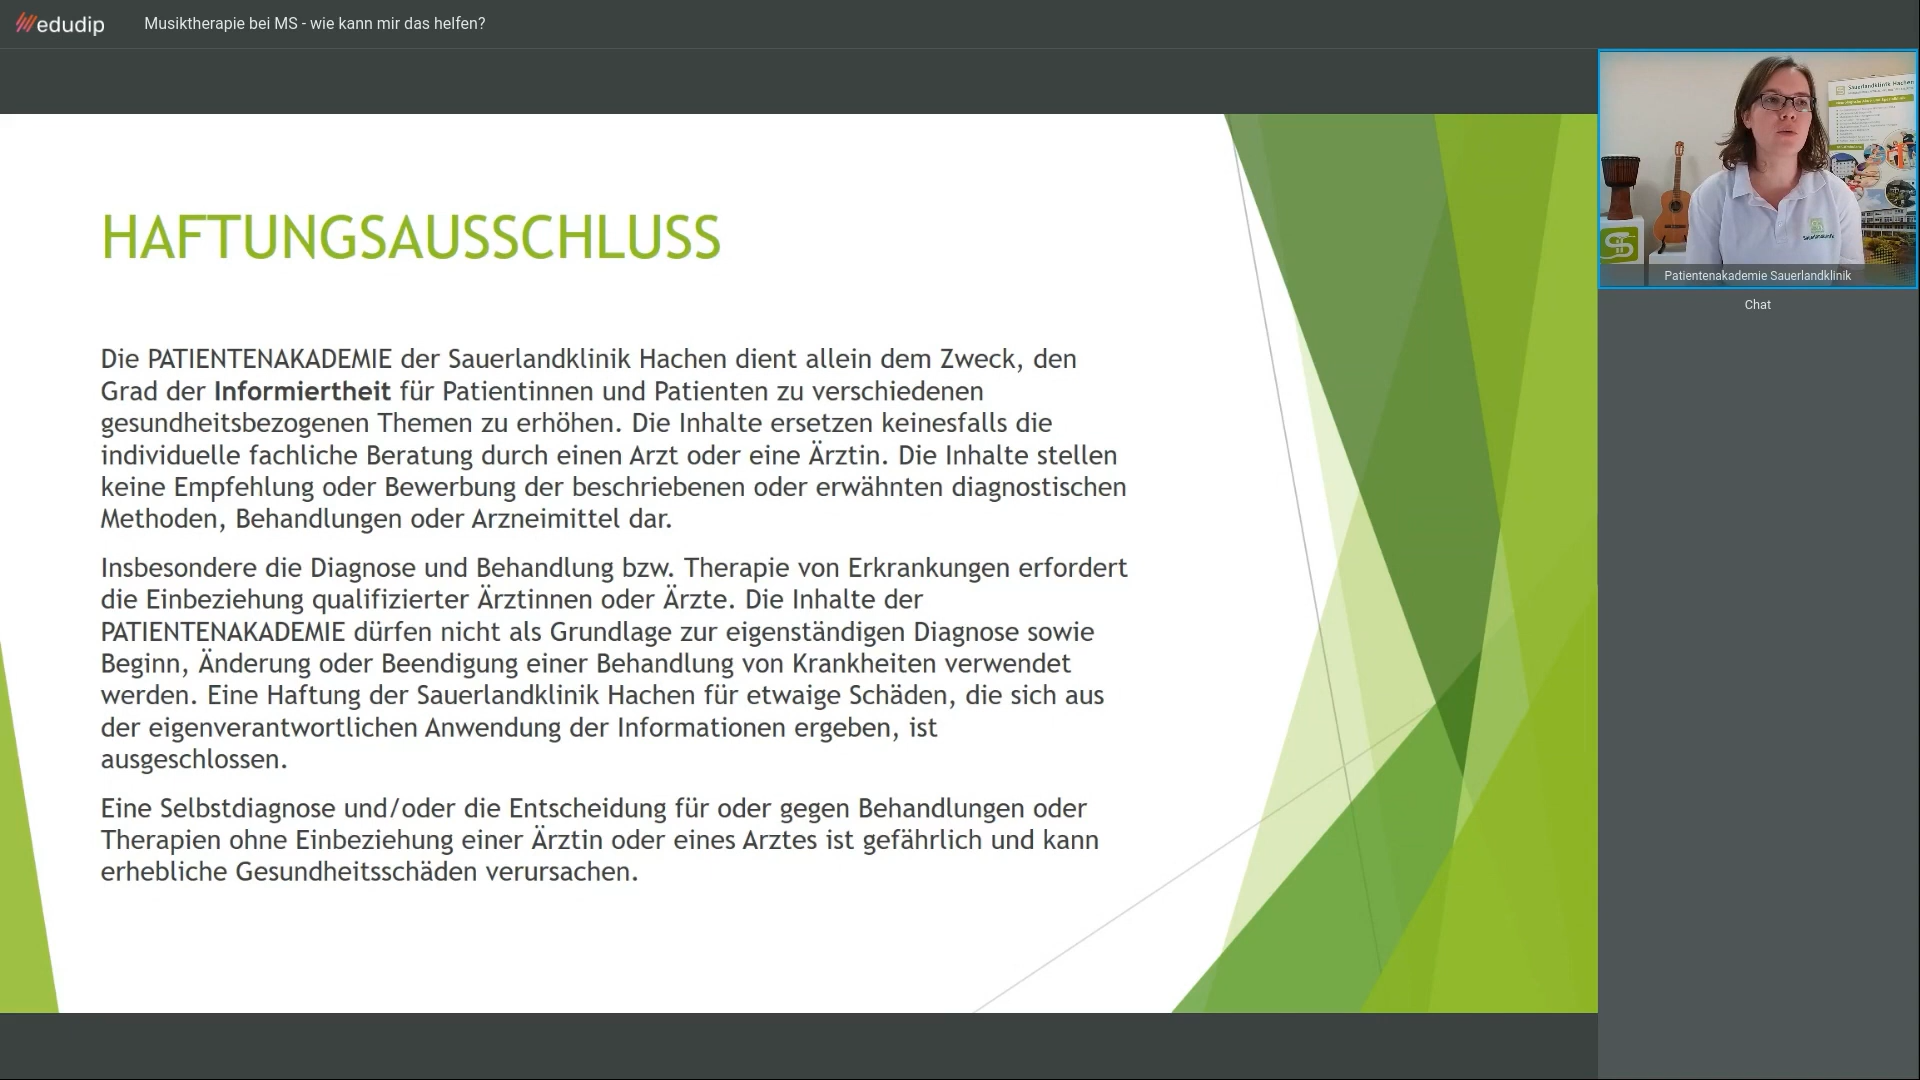 edudip
Musiktherapie bei MS - wie kann mir das helfen?
HAFTUNGSAUSSCHLUSS
Die PATIENTENAKADEMIE der Sauerlandklinik Hachen dient allein dem Zweck, den
Grad der Informiertheit für Patientinnen und Patienten zu verschiedenen
gesundheitsbezogenen Themen zu erhöhen. Die Inhalte ersetzen keinesfalls die
individuelle fachliche Beratung durch einen Arzt oder eine Ärztin. Die Inhalte stellen
keine Empfehlung oder Bewerbung der beschriebenen oder erwähnten diagnostischen
Methoden, Behandlungen oder Arzneimittel dar.
Insbesondere die Diagnose und Behandlung bzw. Therapie von Erkrankungen erfordert
die Einbeziehung qualifizierter Ärztinnen oder Ärzte. Die Inhalte der
PATIENTENAKADEMIE dürfen nicht als Grundlage zur eigenständigen Diagnose sowie
Beginn, Änderung oder Beendigung einer Behandlung von Krankheiten verwendet
werden. Eine Haftung der Sauerlandklinik Hachen für etwaige Schäden, die sich aus
der eigenverantwortlichen Anwendung der Informationen ergeben, ist
ausgeschlossen.
Eine Selbstdiagnose und/oder die Entscheidung für oder gegen Behandlungen oder
Therapien ohne Einbeziehung einer Ärztin oder eines Arztes ist gefährlich und kann
erhebliche Gesundheitsschäden verursachen.
Sauerlandklinik Hachen
Patientenakademie Sauerlandklinik
Chat